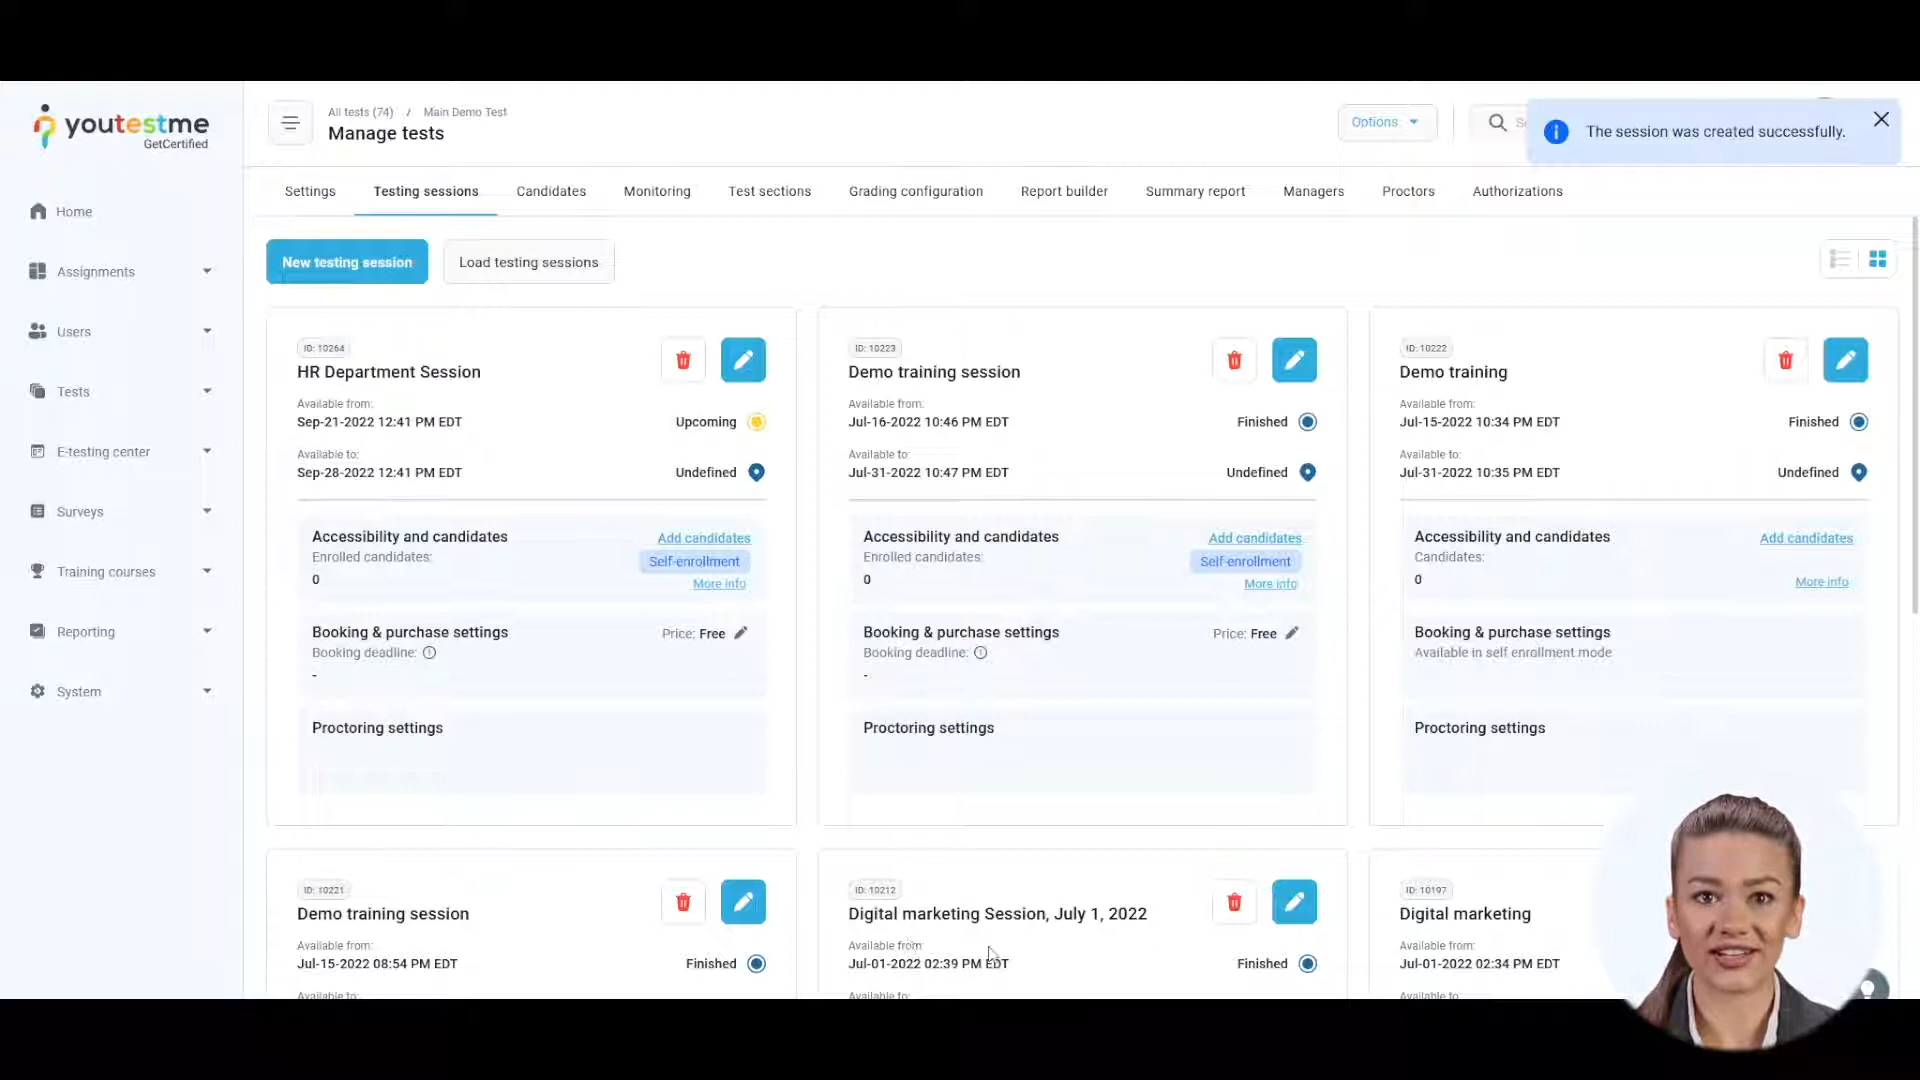 youtestme
GetCertified
All tests (74) / Main Demo Test
Manage tests
Options
The session was created successfully.
Settings
Testing sessions
Candidates
Monitoring
Test sections
Grading configuration
Report builder
Summary report
Managers
Proctors
Authorizations
Home
Assignments
Users
Tests
E-testing center
Surveys
Training courses
Reporting
System
New testing session
Load testing sessions
ID: 10264
HR Department Session
Available from:
Sep-21-2022 12:41 PM EDT
Upcoming
Available to:
Sep-28-2022 12:41 PM EDT
Undefined
Accessibility and candidates
Add candidates
Enrolled candidates:
Self-enrollment
0
More info
Booking & purchase settings
Price: Free
Booking deadline:
-
Proctoring settings
ID: 10223
Demo training session
Available from:
Jul-16-2022 10:46 PM EDT
Finished
Available to:
Jul-31-2022 10:47 PM EDT
Undefined
Accessibility and candidates
Add candidates
Enrolled candidates:
Self-enrollment
0
More info
Booking & purchase settings
Price: Free
Booking deadline:
-
Proctoring settings
ID: 10222
Demo training
Available from:
Jul-15-2022 10:34 PM EDT
Finished
Available to:
Jul-31-2022 10:35 PM EDT
Undefined
Accessibility and candidates
Add candidates
Candidates:
0
More info
Booking & purchase settings
Available in self enrollment mode
Proctoring settings
ID: 10221
Demo training session
Available from:
Jul-15-2022 08:54 PM EDT
Finished
Available to:
ID: 10212
Digital marketing Session, July 1, 2022
Available from:
Jul-01-2022 02:39 PM EDT
Finished
Available to:
ID: 10197
Digital marketing
Available from:
Jul-01-2022 02:34 PM EDT
Available to: